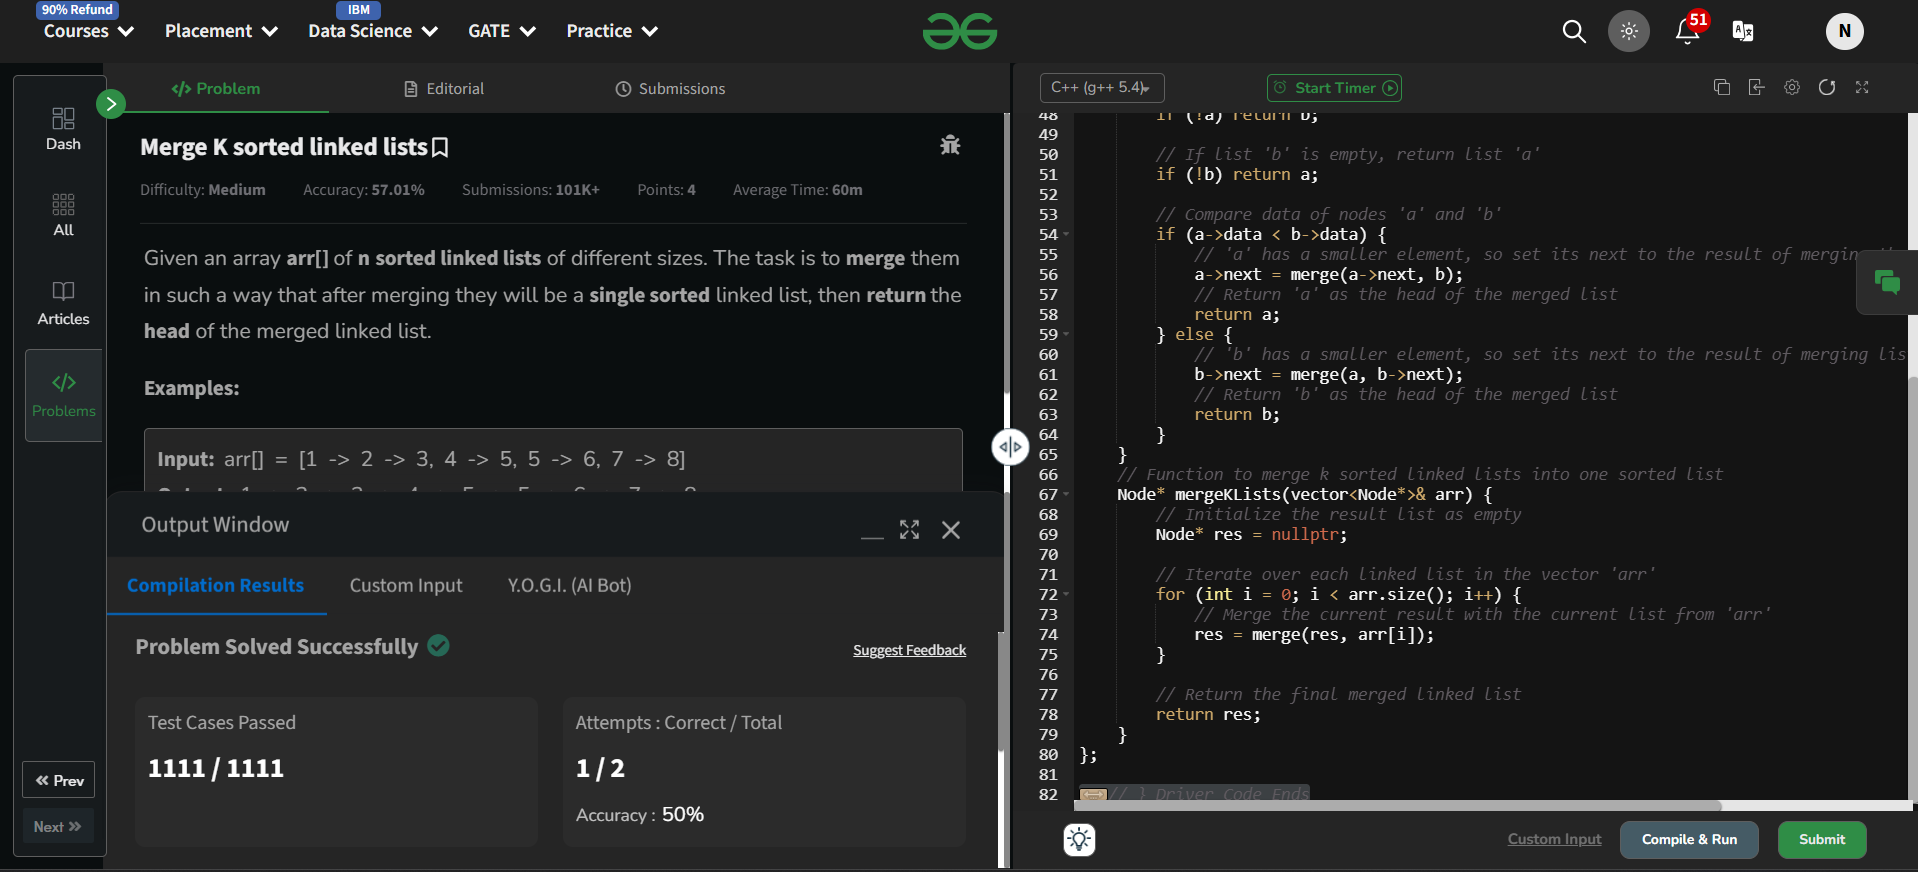 90% Refund
IBM
Courses
Placement
Data Science
GATE
Practice
51
N
Dash
All
Articles
Problems
Prev
Next
Problem
Editorial
Submissions
Merge K sorted linked lists
Difficulty: Medium
Accuracy: 57.01%
Submissions: 101K+
Points: 4
Average Time: 60m
Given an array arr[] of n sorted linked lists of different sizes. The task is to merge them
in such a way that after merging they will be a single sorted linked list, then return the
head of the merged linked list.
Examples:
Input: arr[] = [1 -> 2 -> 3, 4 -> 5, 5 -> 6, 7 -> 8]
Output Window
Compilation Results
Custom Input
Y.O.G.I. (AI Bot)
Problem Solved Successfully
Suggest Feedback
Test Cases Passed
1111 / 1111
Attempts : Correct / Total
1 / 2
Accuracy : 50%
C++ (g++ 5.4)
Start Timer
48 if (!a) return b;
49
50 // If list 'b' is empty, return list 'a'
51 if (!b) return a;
52
53 // Compare data of nodes 'a' and 'b'
54 if (a->data < b->data) {
55 // 'a' has a smaller element, so set its next to the result of merging
56 a->next = merge(a->next, b);
57 // Return 'a' as the head of the merged list
58 return a;
59 } else {
60 // 'b' has a smaller element, so set its next to the result of merging lis
61 b->next = merge(a, b->next);
62 // Return 'b' as the head of the merged list
63 return b;
64 }
65 }
66 // Function to merge k sorted linked lists into one sorted list
67 Node* mergeKLists(vector<Node*>& arr) {
68 // Initialize the result list as empty
69 Node* res = nullptr;
70
71 // Iterate over each linked list in the vector 'arr'
72 for (int i = 0; i < arr.size(); i++) {
73 // Merge the current result with the current list from 'arr'
74 res = merge(res, arr[i]);
75 }
76
77 // Return the final merged linked list
78 return res;
79 }
80 };
81
82 // } Driver Code Ends
Custom Input
Compile & Run
Submit